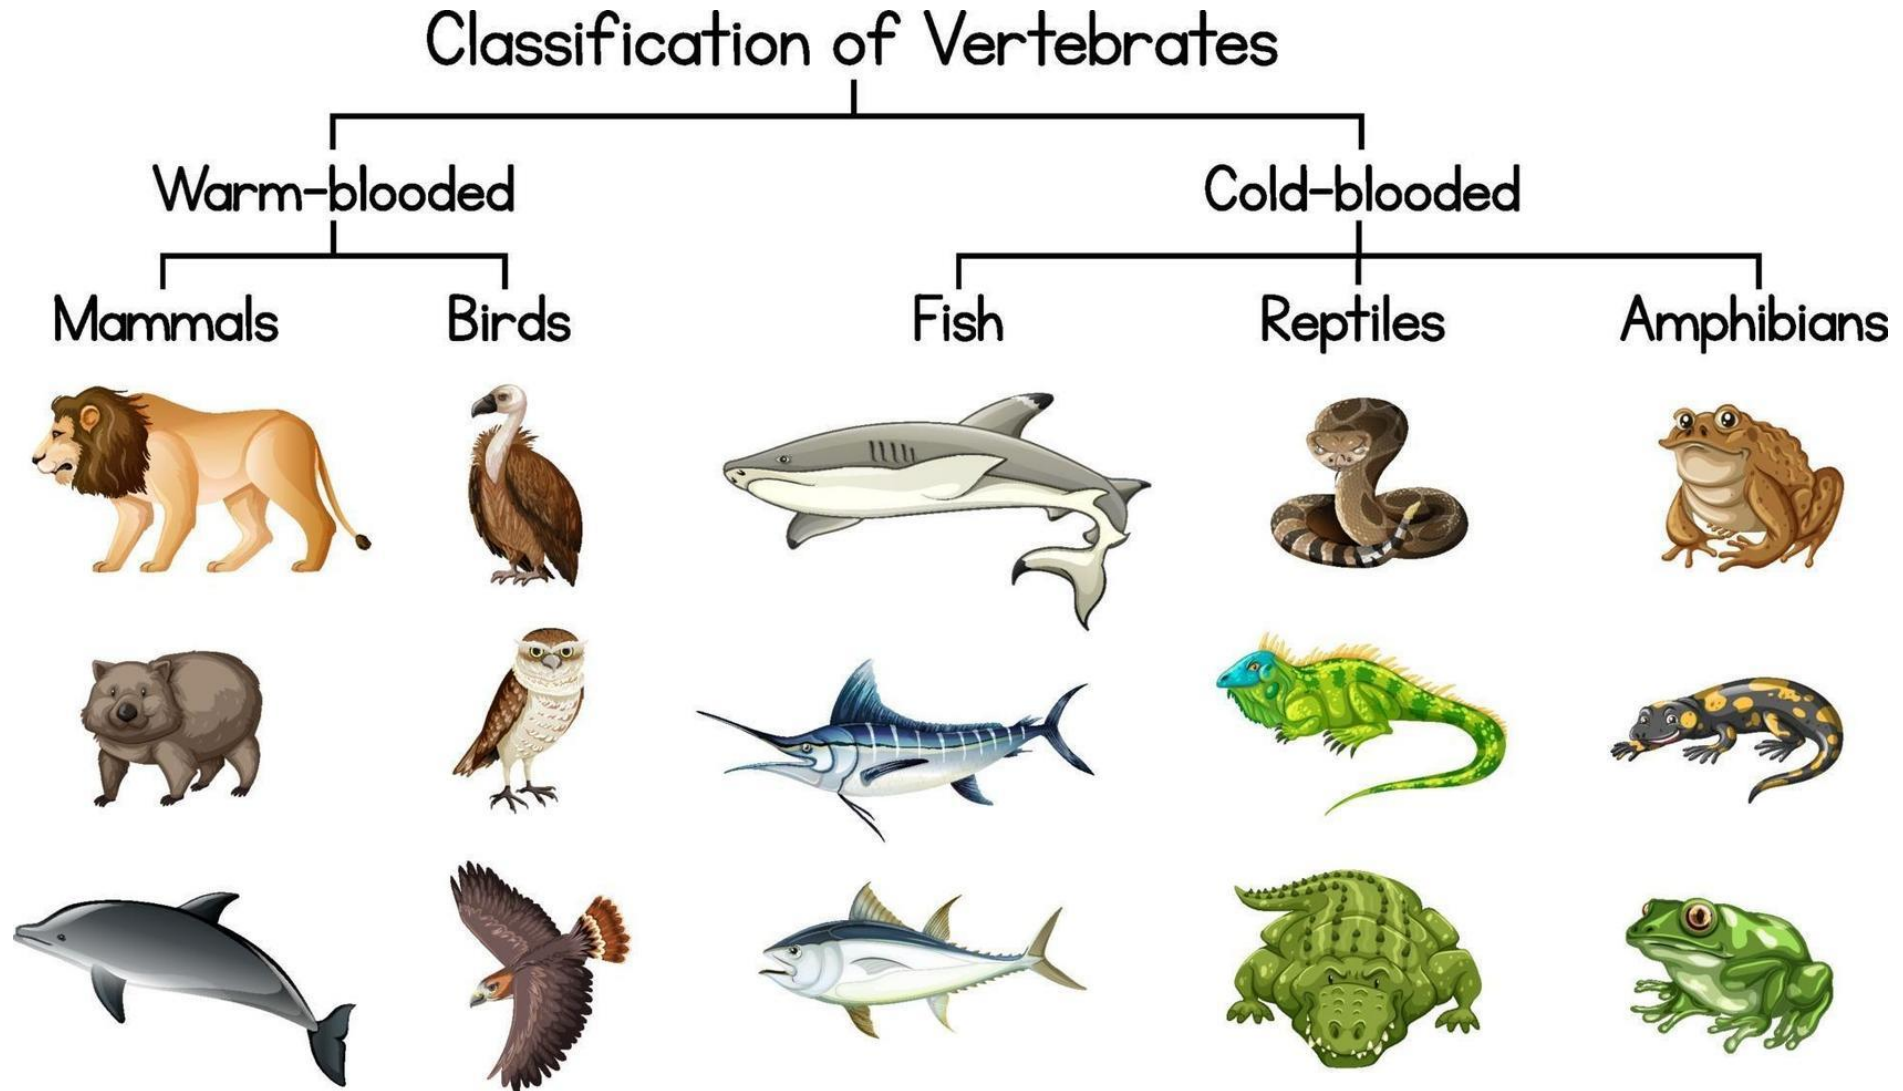 Classification of Vertebrates
Warm-blooded
Cold-blooded
Mammals
Birds
Fish
Reptiles
Amphibians